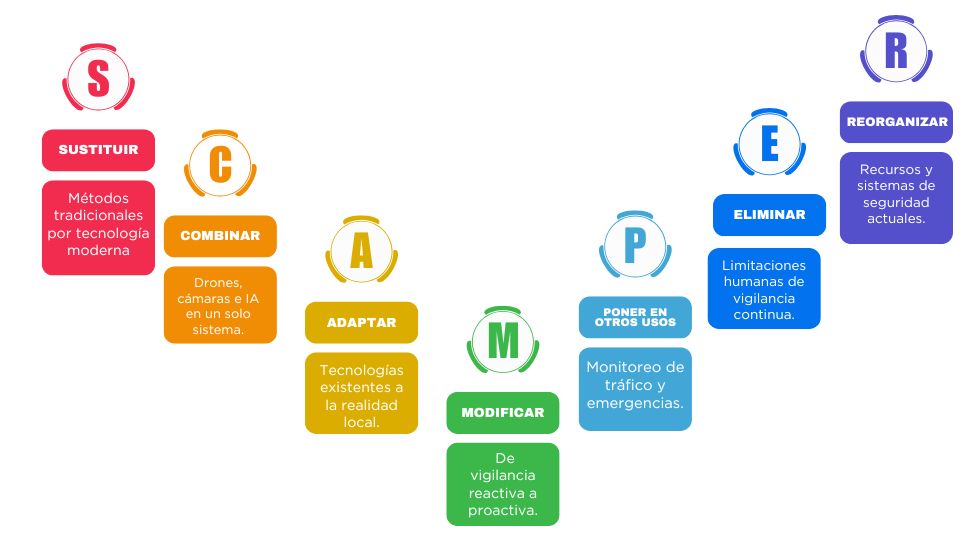 S
SUSTITUIR
Métodos
tradicionales
por tecnología
moderna
C
COMBINAR
Drones,
cámaras e IA
en un solo
sistema.
A
ADAPTAR
Tecnologías
existentes a
la realidad
local.
M
MODIFICAR
De
vigilancia
reactiva a
proactiva.
P
PONER EN
OTROS USOS
Monitoreo de
tráfico y
emergencias.
E
ELIMINAR
Limitaciones
humanas de
vigilancia
continua.
R
REORGANIZAR
Recursos y
sistemas de
seguridad
actuales.